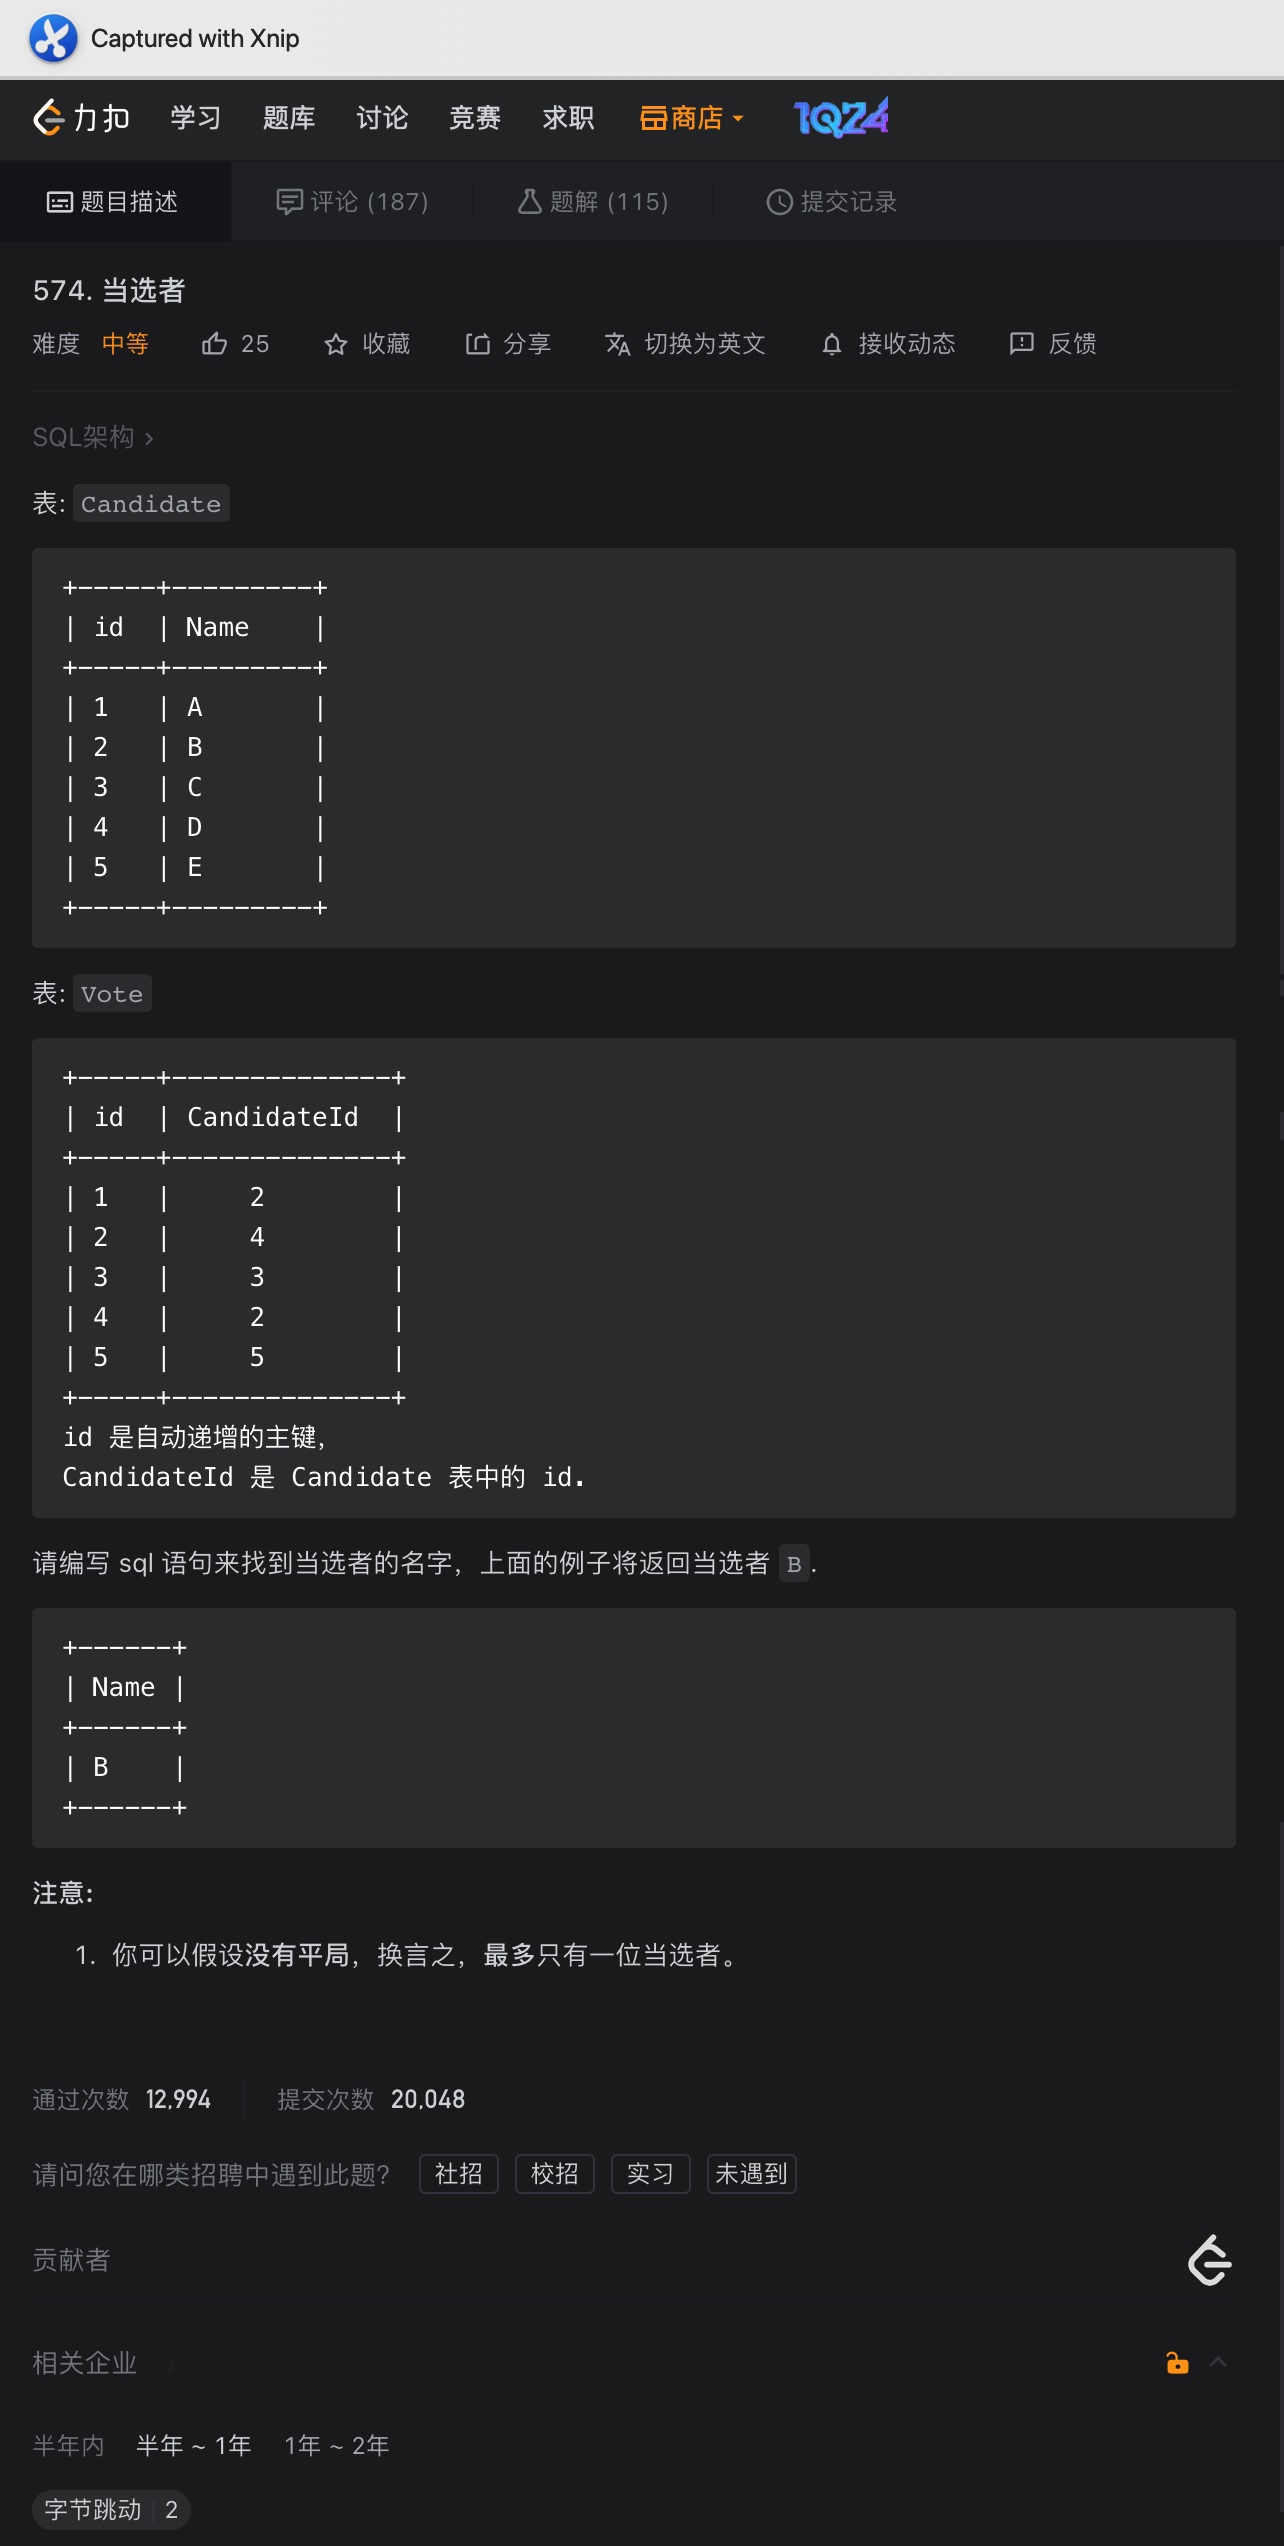 Captured with Xnip
力扣 学习 题库 讨论 竞赛 求职 商店 1024
题目描述 评论 (187) 题解 (115) 提交记录
574. 当选者
难度 中等 25 收藏 分享 切换为英文 接收动态 反馈
SQL架构 >
表: Candidate
+-----+---------+
| id  | Name    |
+-----+---------+
| 1   | A       |
| 2   | B       |
| 3   | C       |
| 4   | D       |
| 5   | E       |
+-----+---------+
表: Vote
+-----+--------------+
| id  | CandidateId  |
+-----+--------------+
| 1   |     2        |
| 2   |     4        |
| 3   |     3        |
| 4   |     2        |
| 5   |     5        |
+-----+--------------+
id 是自动递增的主键,
CandidateId 是 Candidate 表中的 id.
请编写 sql 语句来找到当选者的名字，上面的例子将返回当选者 B.
+------+
| Name |
+------+
| B    |
+------+
注意:
1. 你可以假设没有平局，换言之，最多只有一位当选者。
通过次数 12,994 提交次数 20,048
请问您在哪类招聘中遇到此题? 社招 校招 实习 未遇到
贡献者
相关企业
半年内 半年 ~ 1年 1年 ~ 2年
字节跳动 2